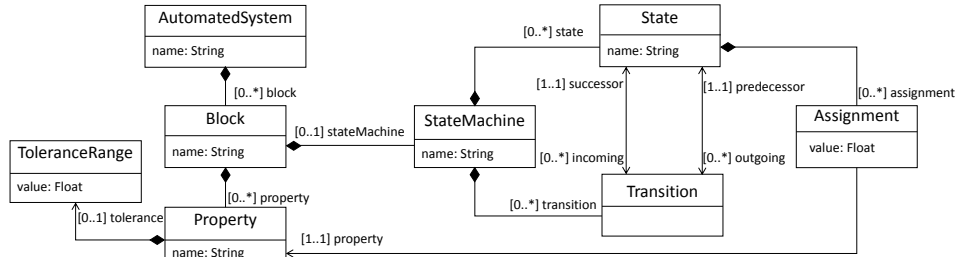 AutomatedSystem
name: String
State
name: String
[0..*] state
[0..*] block
[1..1] successor
[1..1] predecessor
[0..*] assignment
Block
name: String
[0..1] stateMachine
StateMachine
name: String
Assignment
value: Float
ToleranceRange
value: Float
[0..*] incoming
[0..*] outgoing
Transition
[0..*] property
[0..*] transition
[0..1] tolerance
Property
name: String
[1..1] property